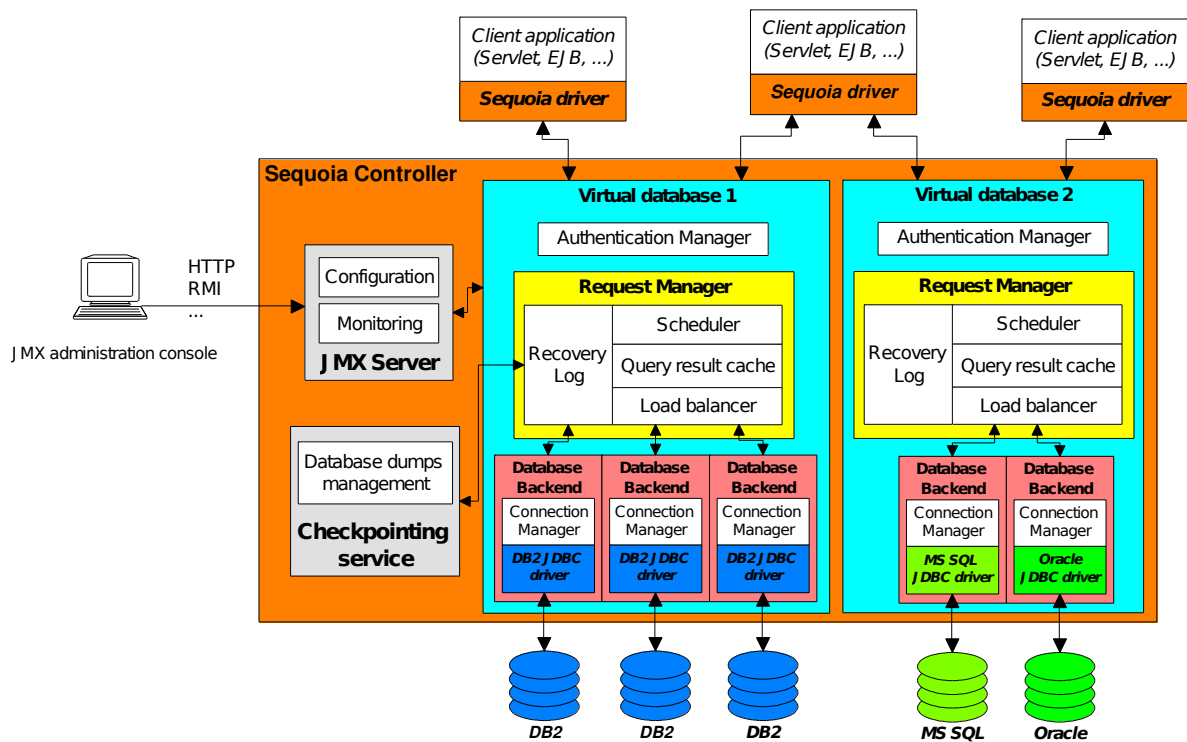 Client application
(Servlet, EJB, ...)
Sequoia driver
Client application
(Servlet, EJB, ...)
Sequoia driver
Client application
(Servlet, EJB, ...)
Sequoia driver
Sequoia Controller
Virtual database 1
Authentication Manager
Request Manager
Recovery
Log
Scheduler
Query result cache
Load balancer
Virtual database 2
Authentication Manager
Request Manager
Recovery
Log
Scheduler
Query result cache
Load balancer
HTTP
RMI
...
JMX administration console
Configuration
Monitoring
JMX Server
Database dumps
management
Checkpointing
service
Database
Backend
Connection
Manager
DB2 JDBC
driver
Database
Backend
Connection
Manager
DB2 JDBC
driver
Database
Backend
Connection
Manager
DB2 JDBC
driver
Database
Backend
Connection
Manager
MS SQL
JDBC driver
Database
Backend
Connection
Manager
Oracle
JDBC driver
DB2
DB2
DB2
MS SQL
Oracle